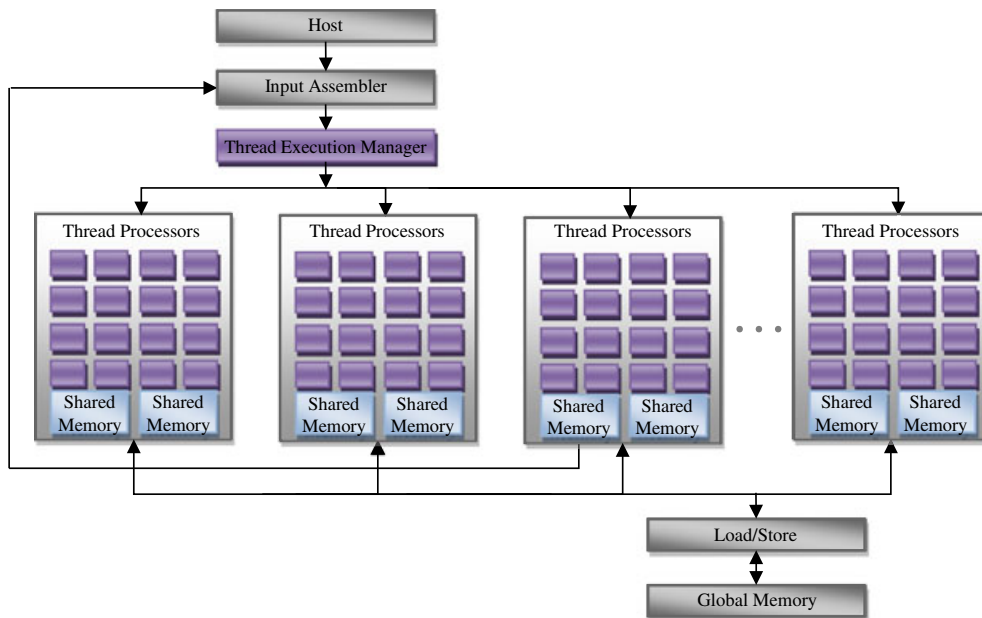 Host
Input Assembler
Thread Execution Manager
Thread Processors
Thread Processors
Thread Processors
Thread Processors
Shared
Memory
Shared
Memory
Shared
Memory
Shared
Memory
Shared
Memory
Shared
Memory
Shared
Memory
Shared
Memory
Load/Store
Global Memory